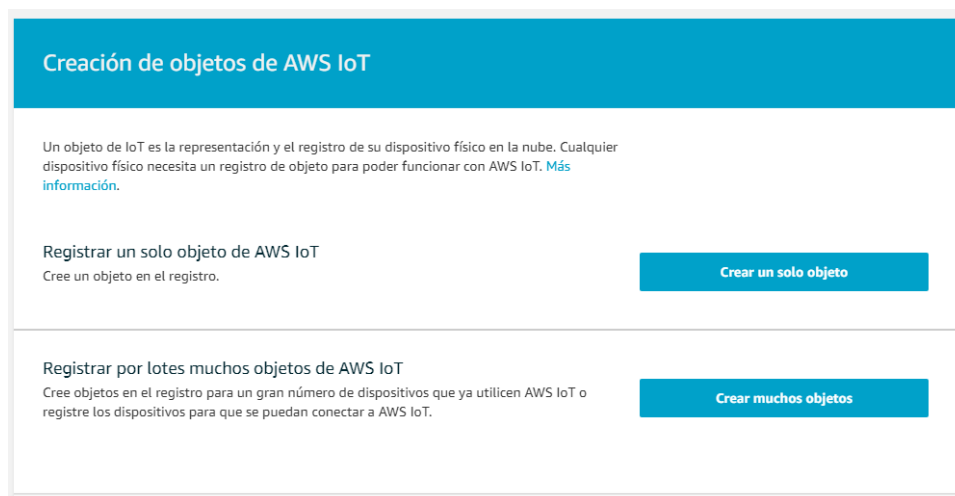 Creación de objetos de AWS IoT
Un objeto de IoT es la representación y el registro de su dispositivo físico en la nube. Cualquier
dispositivo físico necesita un registro de objeto para poder funcionar con AWS IoT. Más
información.
Registrar un solo objeto de AWS IoT
Cree un objeto en el registro.
Crear un solo objeto
Registrar por lotes muchos objetos de AWS IoT
Cree objetos en el registro para un gran número de dispositivos que ya utilicen AWS IoT o
registre los dispositivos para que se puedan conectar a AWS IoT.
Crear muchos objetos